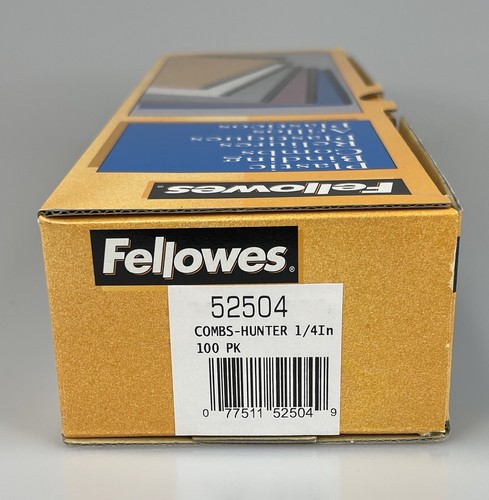 Plastic
Binding
Combs
Fellowes®
Fellowes®
52504
COMBS-HUNTER 1/4In
100 PK
0 77511 52504 9